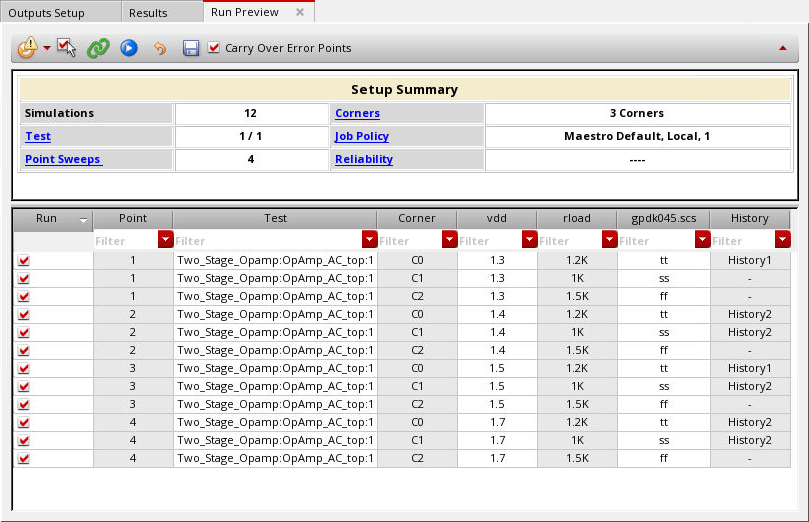 Outputs Setup Results Run Preview
Carry Over Error Points
Setup Summary
Simulations 12 Corners 3 Corners
Test 1 / 1 Job Policy Maestro Default, Local, 1
Point Sweeps 4 Reliability ----
Run Point Test Corner vdd rload gpdk045.scs History
Filter Filter Filter Filter Filter Filter Filter
1 Two_Stage_Opamp:OpAmp_AC_top:1 C0 1.3 1.2K tt History1
1 Two_Stage_Opamp:OpAmp_AC_top:1 C1 1.3 1K ss -
1 Two_Stage_Opamp:OpAmp_AC_top:1 C2 1.3 1.5K ff -
2 Two_Stage_Opamp:OpAmp_AC_top:1 C0 1.4 1.2K tt History2
2 Two_Stage_Opamp:OpAmp_AC_top:1 C1 1.4 1K ss History2
2 Two_Stage_Opamp:OpAmp_AC_top:1 C2 1.4 1.5K ff -
3 Two_Stage_Opamp:OpAmp_AC_top:1 C0 1.5 1.2K tt History1
3 Two_Stage_Opamp:OpAmp_AC_top:1 C1 1.5 1K ss History2
3 Two_Stage_Opamp:OpAmp_AC_top:1 C2 1.5 1.5K ff -
4 Two_Stage_Opamp:OpAmp_AC_top:1 C0 1.7 1.2K tt History2
4 Two_Stage_Opamp:OpAmp_AC_top:1 C1 1.7 1K ss History2
4 Two_Stage_Opamp:OpAmp_AC_top:1 C2 1.7 1.5K ff -